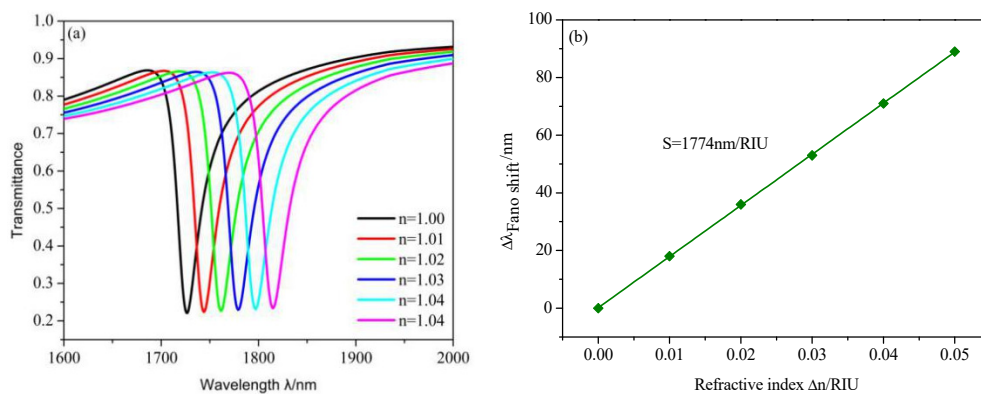 (a)
1.0
0.9
0.8
0.7
0.6
0.5
0.4
0.3
0.2
Transmittance
n=1.00
n=1.01
n=1.02
n=1.03
n=1.04
n=1.04
1600 1700 1800 1900 2000
Wavelength λ/nm
(b)
100
80
60
40
20
0
Δλ_Fano shift/nm
S=1774nm/RIU
0.00 0.01 0.02 0.03 0.04 0.05
Refractive index Δn/RIU